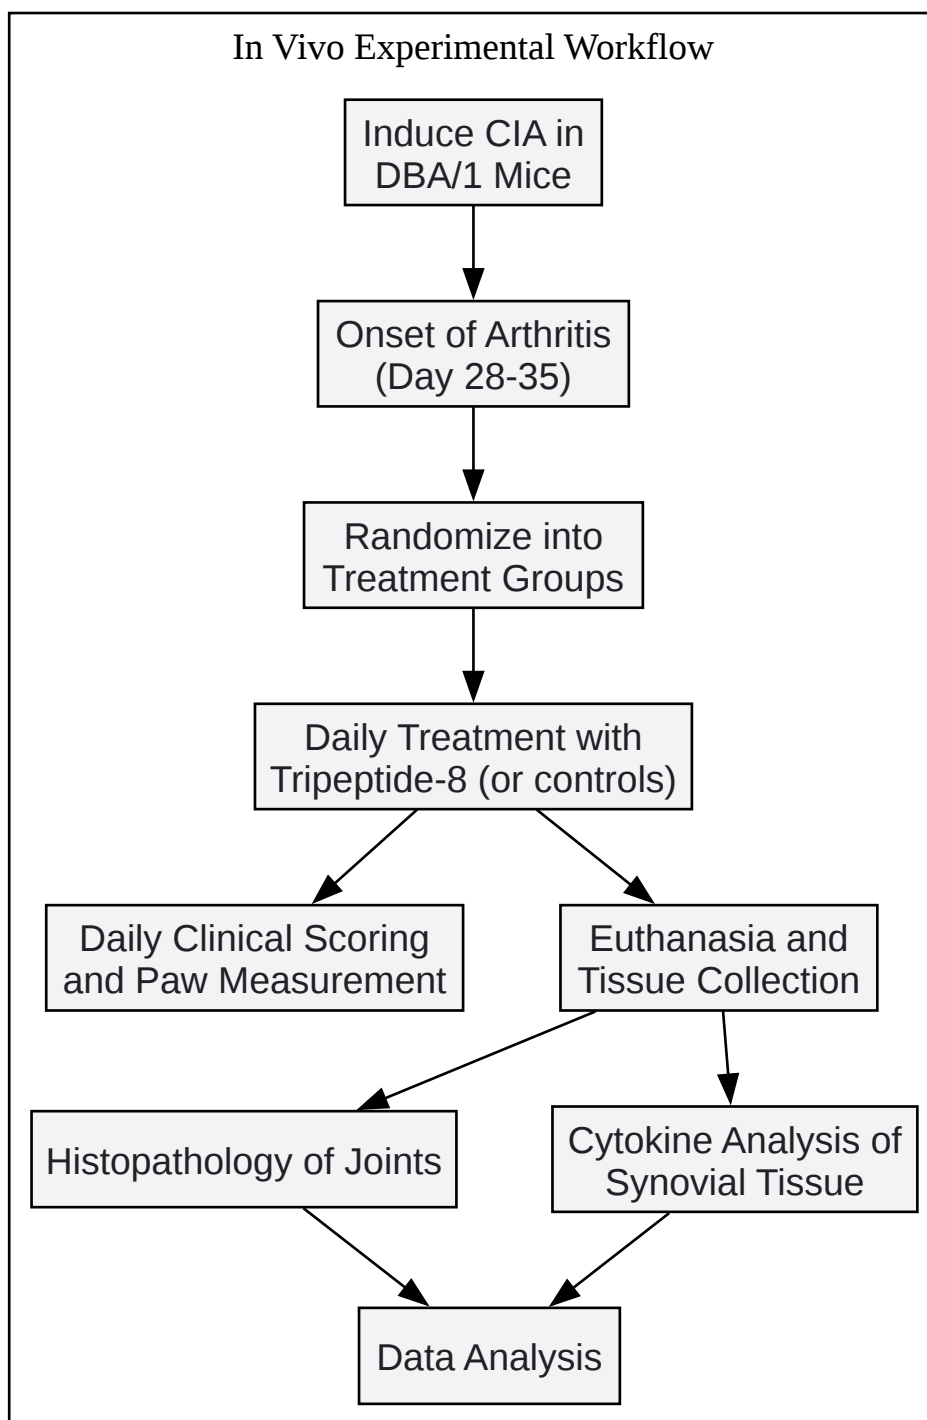 In Vivo Experimental Workflow
Induce CIA in
DBA/1 Mice
Onset of Arthritis
(Day 28-35)
Randomize into
Treatment Groups
Daily Treatment with
Tripeptide-8 (or controls)
Daily Clinical Scoring
and Paw Measurement
Euthanasia and
Tissue Collection
Histopathology of Joints
Cytokine Analysis of
Synovial Tissue
Data Analysis